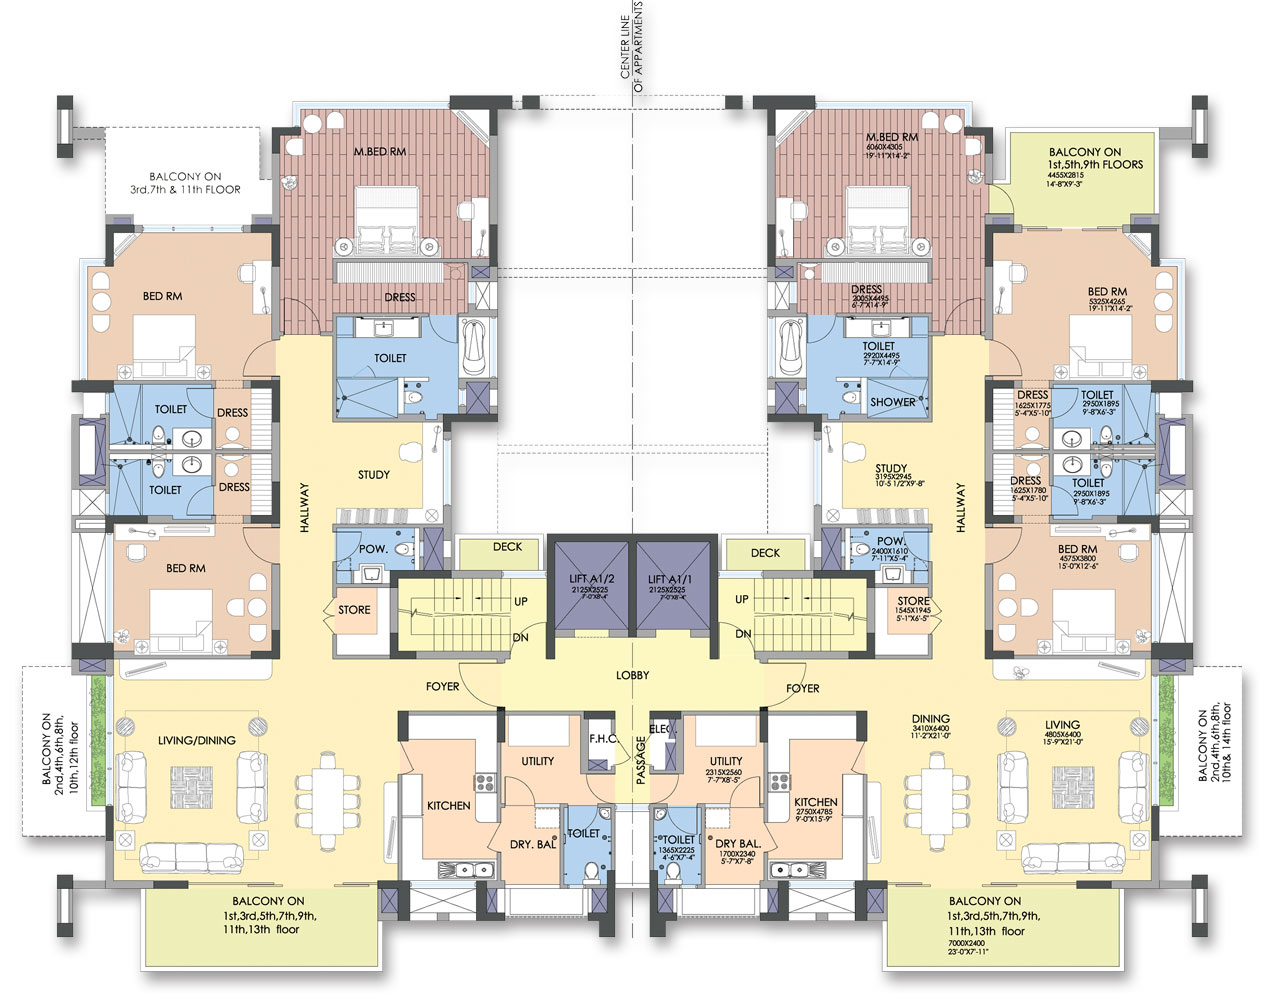 CENTER LINE
OF APPARTMENTS
M.BED RM
BALCONY ON
3rd,7th & 11th FLOOR
BED RM
DRESS
TOILET
TOILET
DRESS
TOILET
DRESS
STUDY
HALLWAY
POW.
BED RM
STORE
DECK
UP
DN
LIFT A1/2
2125X2525
7'-0"X8'-4"
LIFT A1/1
2125X2525
7'-0"X8'-4"
LOBBY
FOYER
LIVING/DINING
BALCONY ON
2nd,4th,6th,8th,
10th,12th floor
KITCHEN
UTILITY
DRY. BAL
TOILET
F.H.C.
ELEC.
PASSAGE
BALCONY ON
1st,3rd,5th,7th,9th,
11th,13th floor
M.BED RM
6060X4305
19'-11"X14'-2"
BALCONY ON
1st,5th,9th FLOORS
4455X2815
14'-8"X9'-3"
BED RM
5325X4265
19'-11"X14'-2"
DRESS
2005X4495
6'-7"X14'-9"
TOILET
2920X4495
7'-7"X14'-9"
SHOWER
DRESS
1625X1775
5'-4"X5'-10"
TOILET
2950X1895
9'-8"X6'-3"
STUDY
3195X2945
10'-5 1/2"X9'-8"
HALLWAY
DRESS
1625X1780
5'-4"X5'-10"
TOILET
2950X1895
9'-8"X6'-3"
POW.
2400X1610
7'-11"X5'-4"
BED RM
4575X3800
15'-0"X12'-6"
DECK
UP
DN
STORE
1545X1945
5'-1"X6'-5"
FOYER
DINING
3410X6400
11'-2"X21'-0"
LIVING
4805X6400
15'-9"X21'-0"
BALCONY ON
2nd,4th,6th,8th,
10th& 14th floor
UTILITY
2315X2560
7'-7"X8'-5"
KITCHEN
2750X4785
9'-0"X15'-9"
TOILET
1365X2225
4'-6"X7'-4"
DRY BAL.
1700X2340
5'-7"X7'-8"
BALCONY ON
1st,3rd,5th,7th,9th,
11th,13th floor
7000X2400
23'-0"X7'-11"